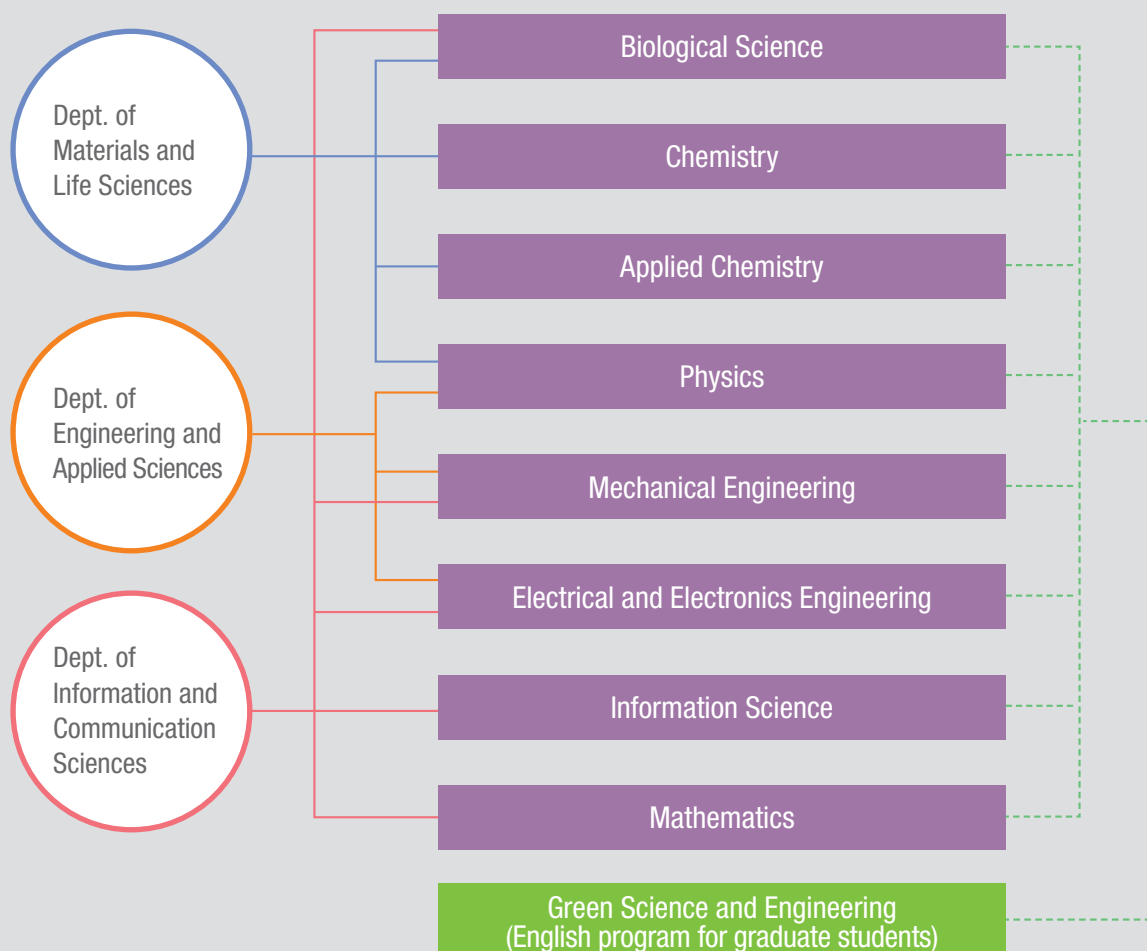 Dept. of
Materials and
Life Sciences
Dept. of
Engineering and
Applied Sciences
Dept. of
Information and
Communication
Sciences
Biological Science
Chemistry
Applied Chemistry
Physics
Mechanical Engineering
Electrical and Electronics Engineering
Information Science
Mathematics
Green Science and Engineering
(English program for graduate students)